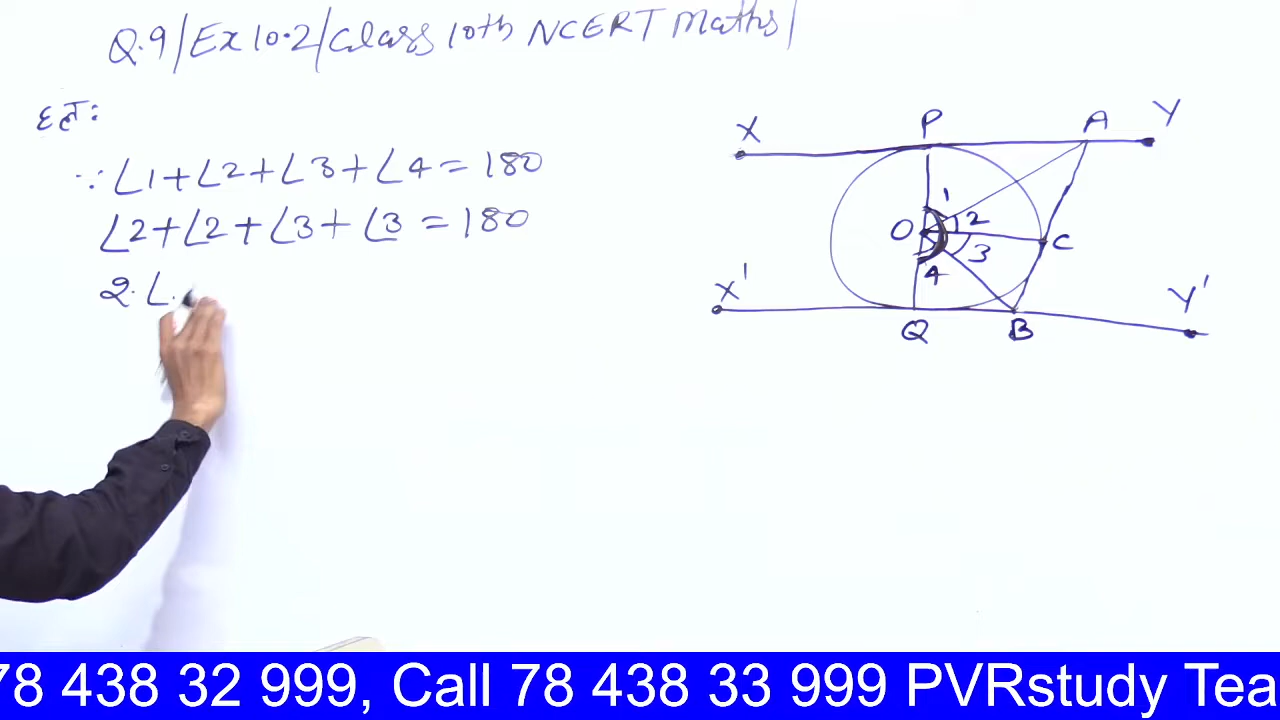 Q.9/Ex 10.2/Class 10th NCERT Maths/
हल:
∵ ∠1+∠2+∠3+∠4=180
∠2+∠2+∠3+∠3=180
2.∠
X P A Y
1
O 2
3 C
4
X' Y'
Q B
78 438 32 999, Call 78 438 33 999 PVRstudy Tea